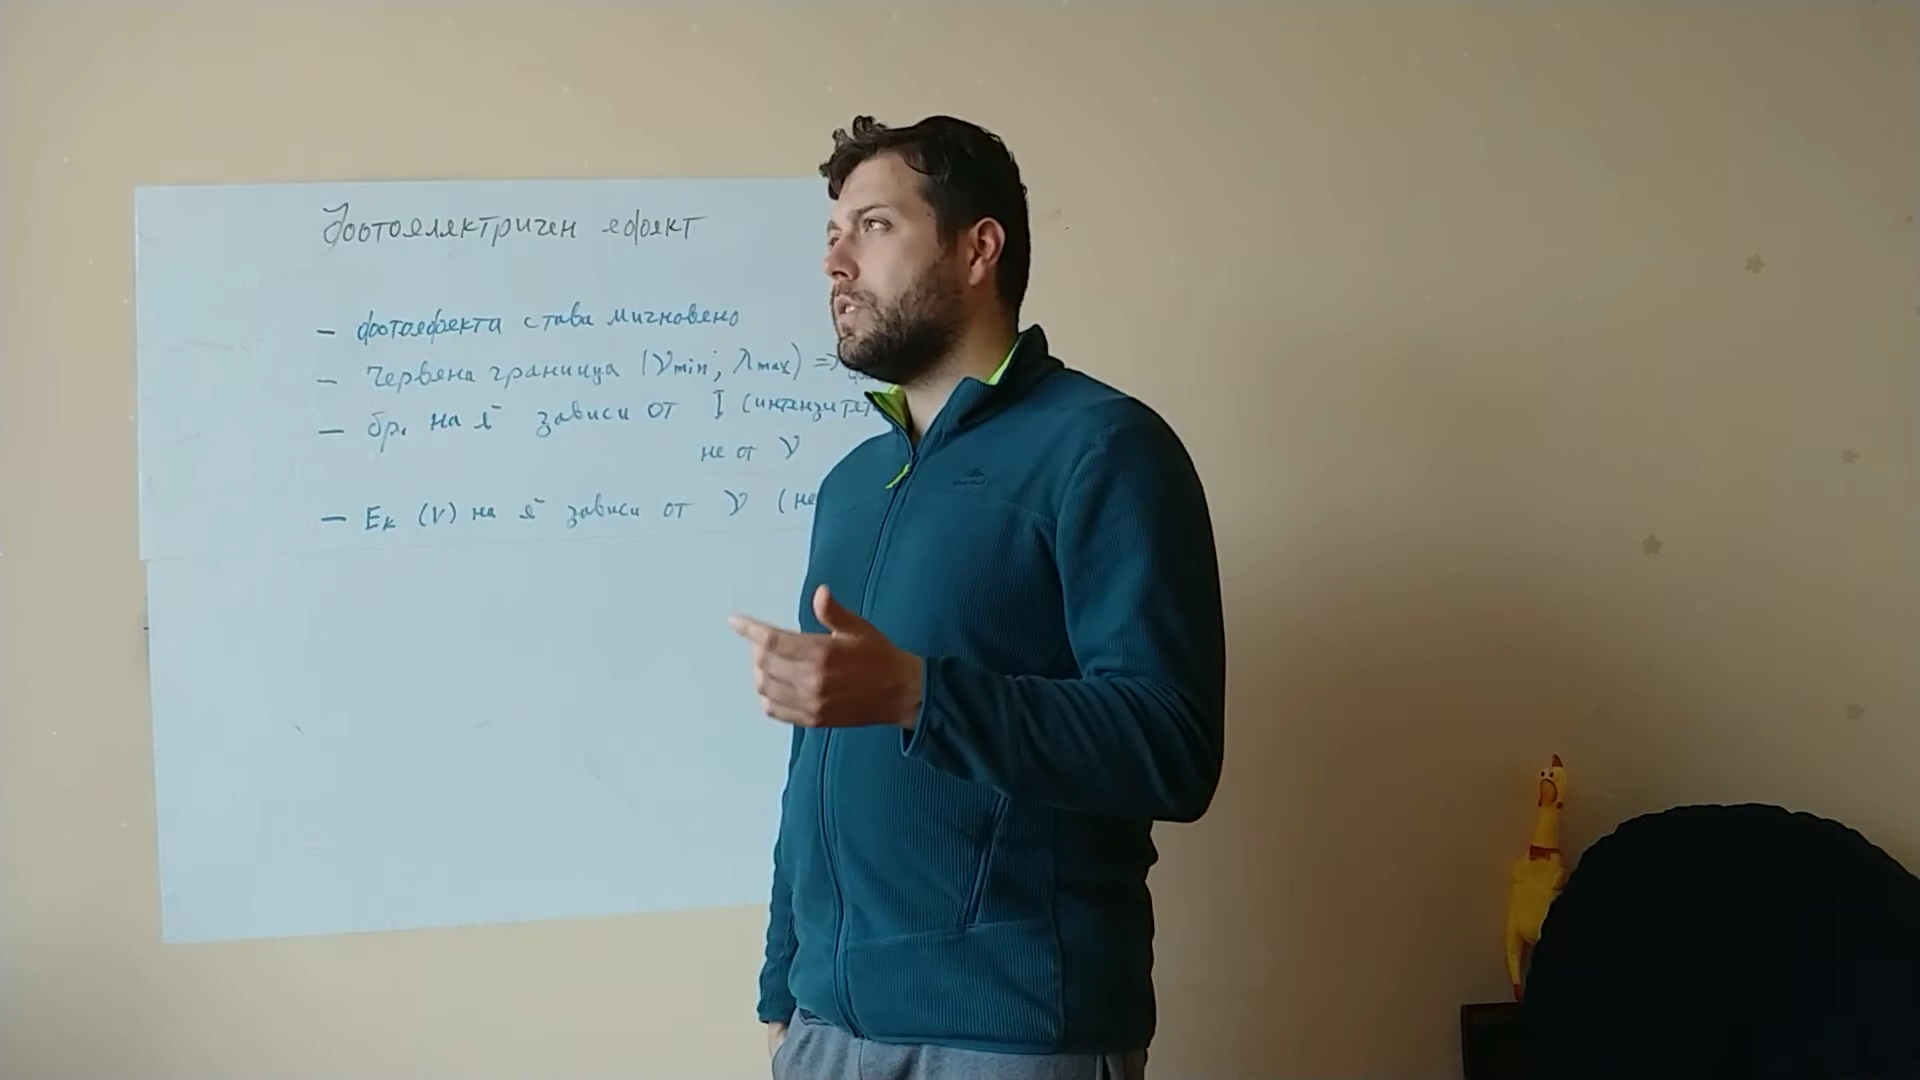 Фотоелектричен ефект
— фотоефекта става мигновено
— Червена граница (νmin; λmax) =>
— бр. на e⁻ зависи от I (интензитет
не от ν
— Eк (V) на e⁻ зависи от ν (не